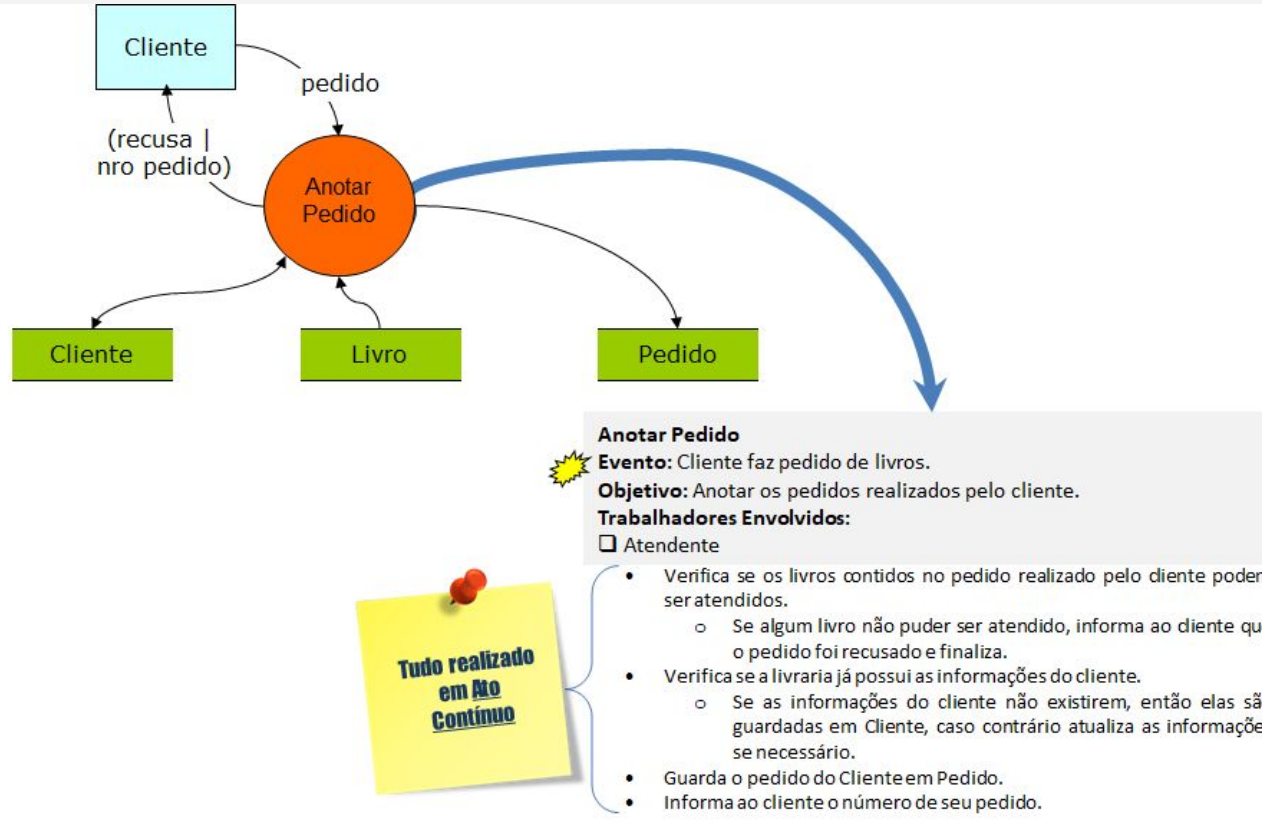 Cliente
pedido
(recusa |
nro pedido)
Anotar
Pedido
Cliente
Livro
Pedido
Anotar Pedido
Evento: Cliente faz pedido de livros.
Objetivo: Anotar os pedidos realizados pelo cliente.
Trabalhadores Envolvidos:
❑ Atendente
Tudo realizado
em Ato
Contínuo
• Verifica se os livros contidos no pedido realizado pelo cliente poder
ser atendidos.
o Se algum livro não puder ser atendido, informa ao cliente qu
o pedido foi recusado e finaliza.
• Verifica se a livraria já possui as informações do cliente.
o Se as informações do cliente não existirem, então elas sã
guardadas em Cliente, caso contrário atualiza as informaçõe
se necessário.
• Guarda o pedido do Cliente em Pedido.
• Informa ao cliente o número de seu pedido.